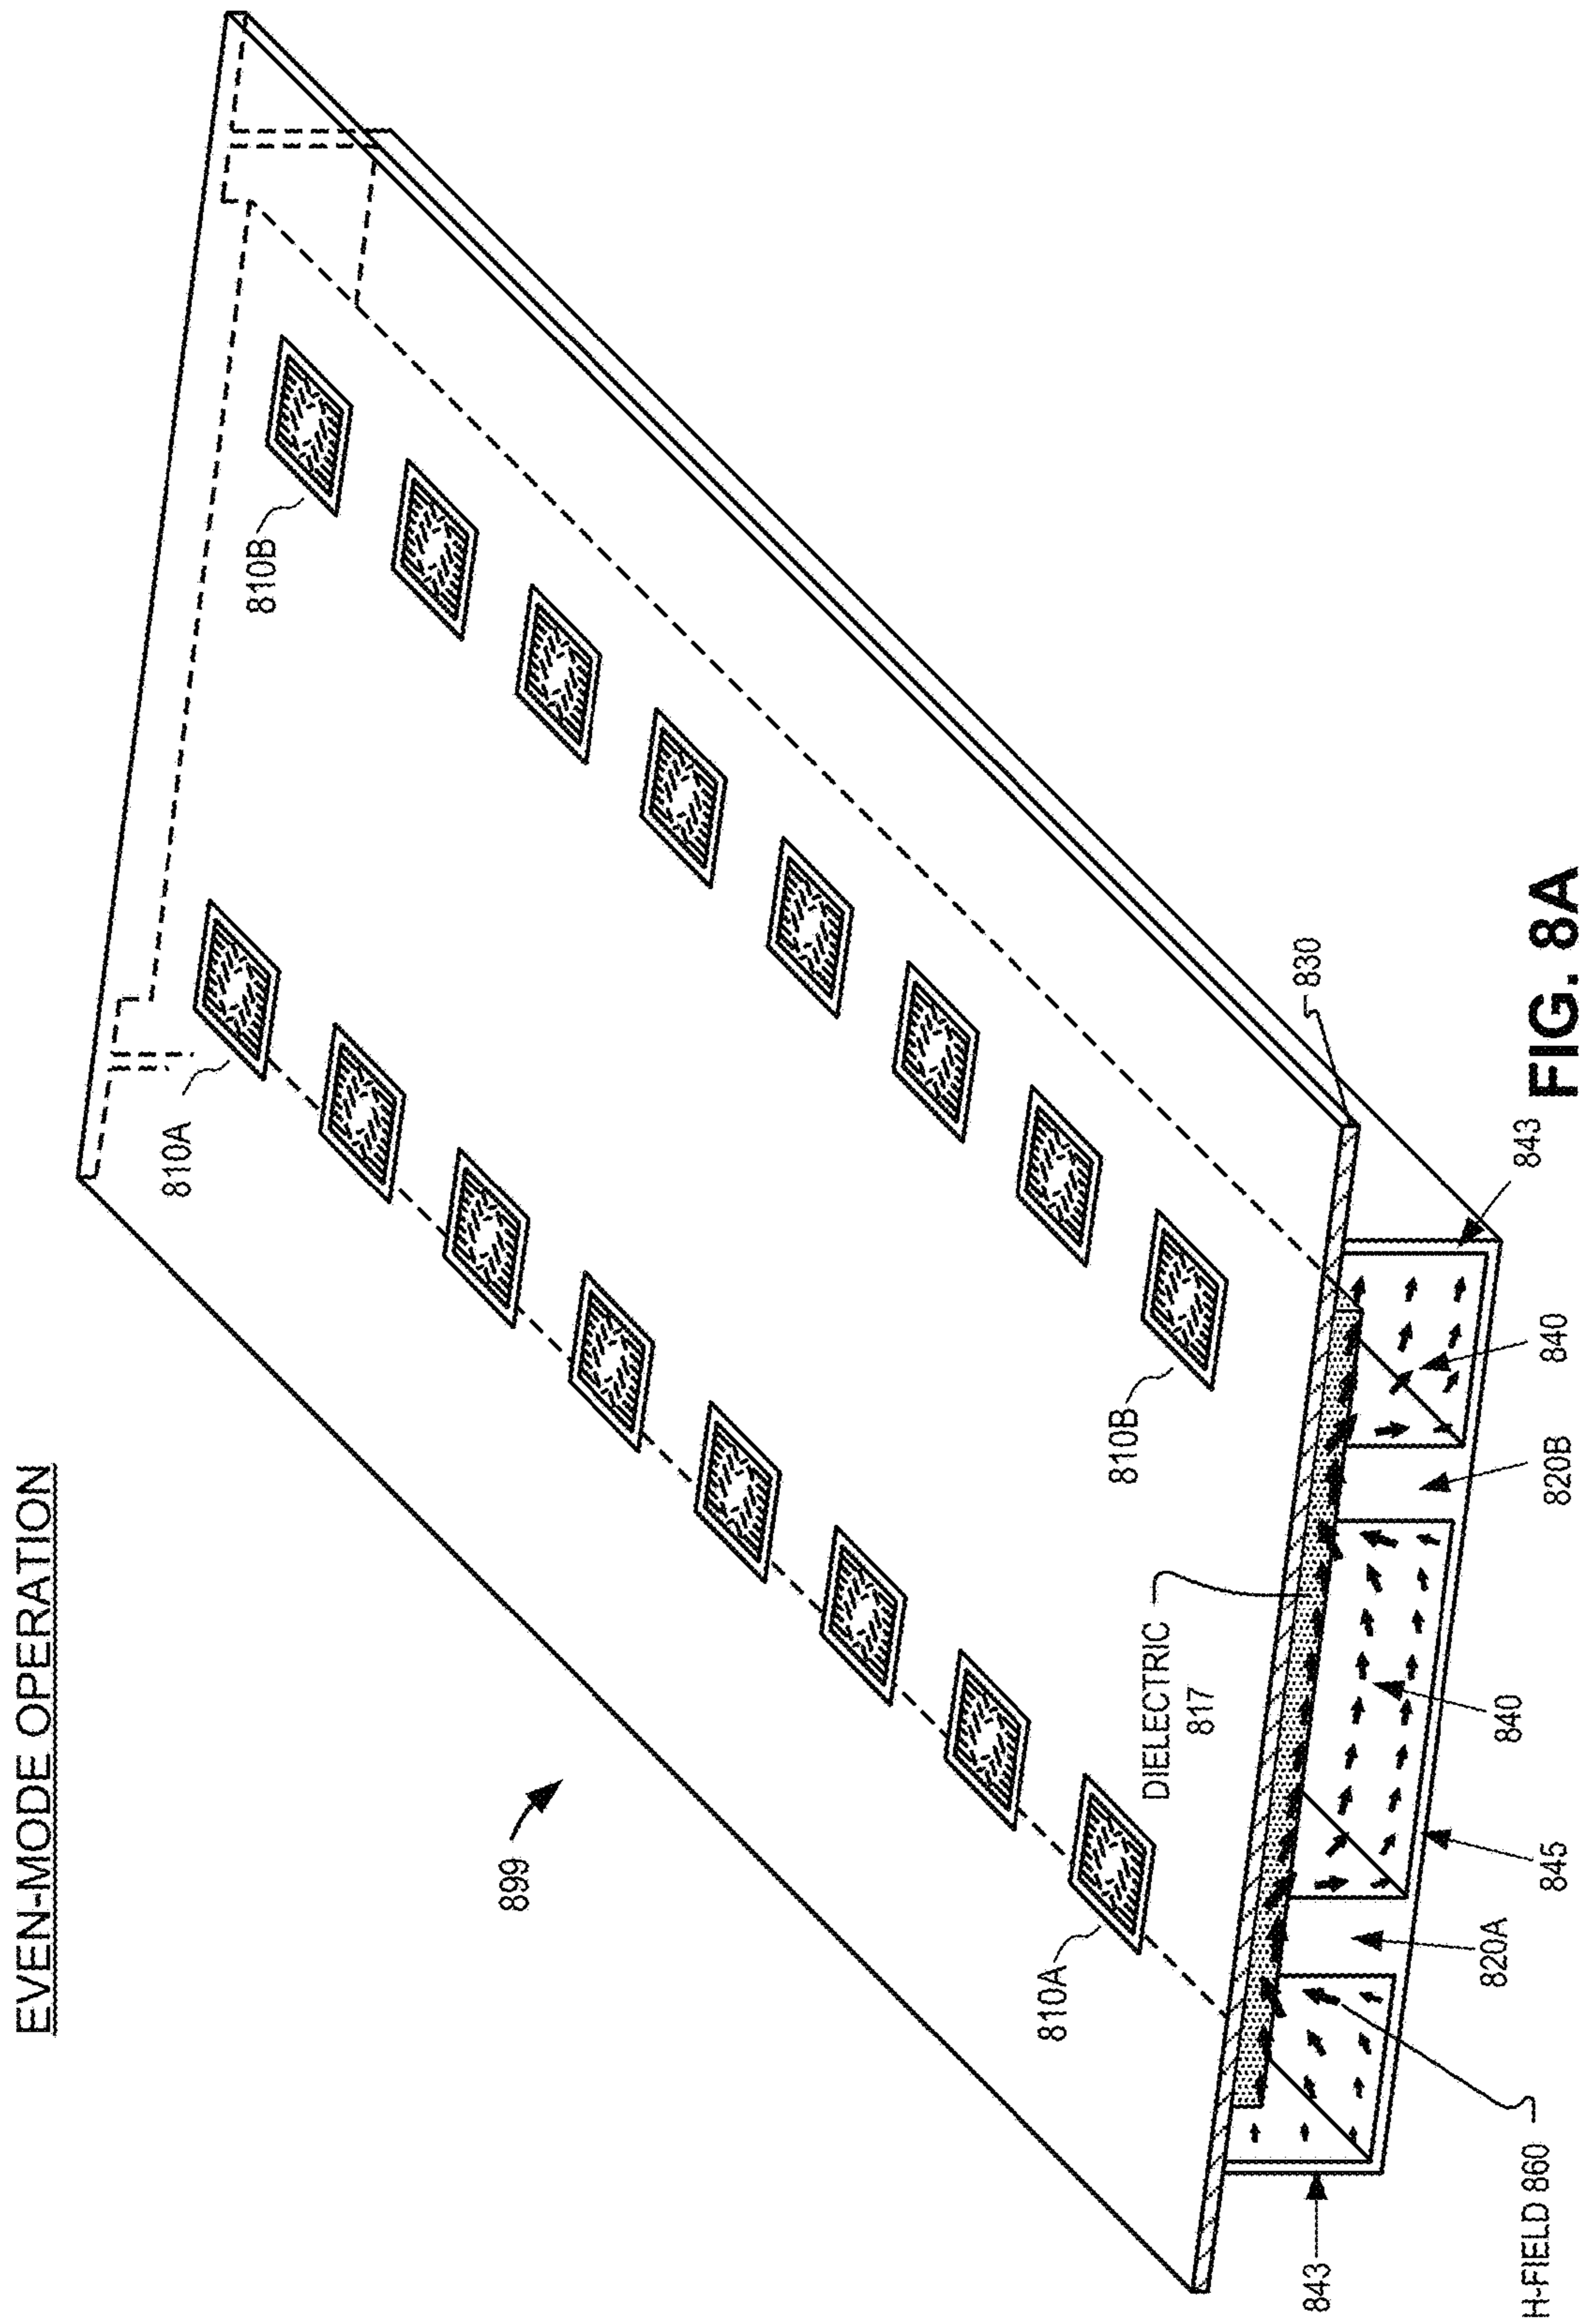 EVEN-MODE OPERATION
899
810A
810B
810A
810B
DIELECTRIC
817
830
843
H-FIELD 860
820A
845
840
820B
840
843
FIG. 8A